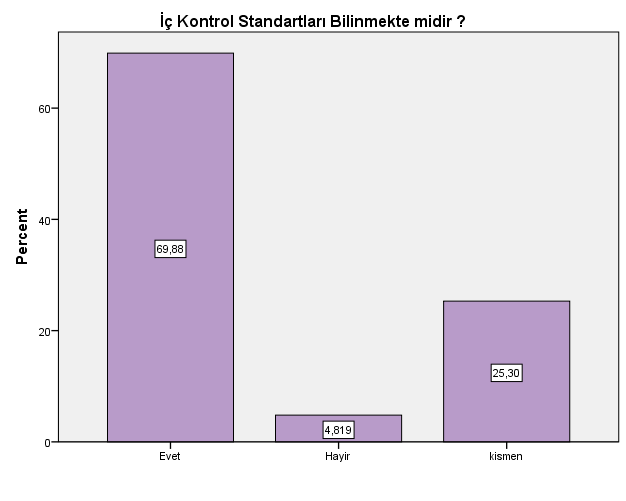 İç Kontrol Standartları Bilinmekte midir ?
Percent
60
40
20
0
69,88
4,819
25,30
Evet
Hayir
kismen